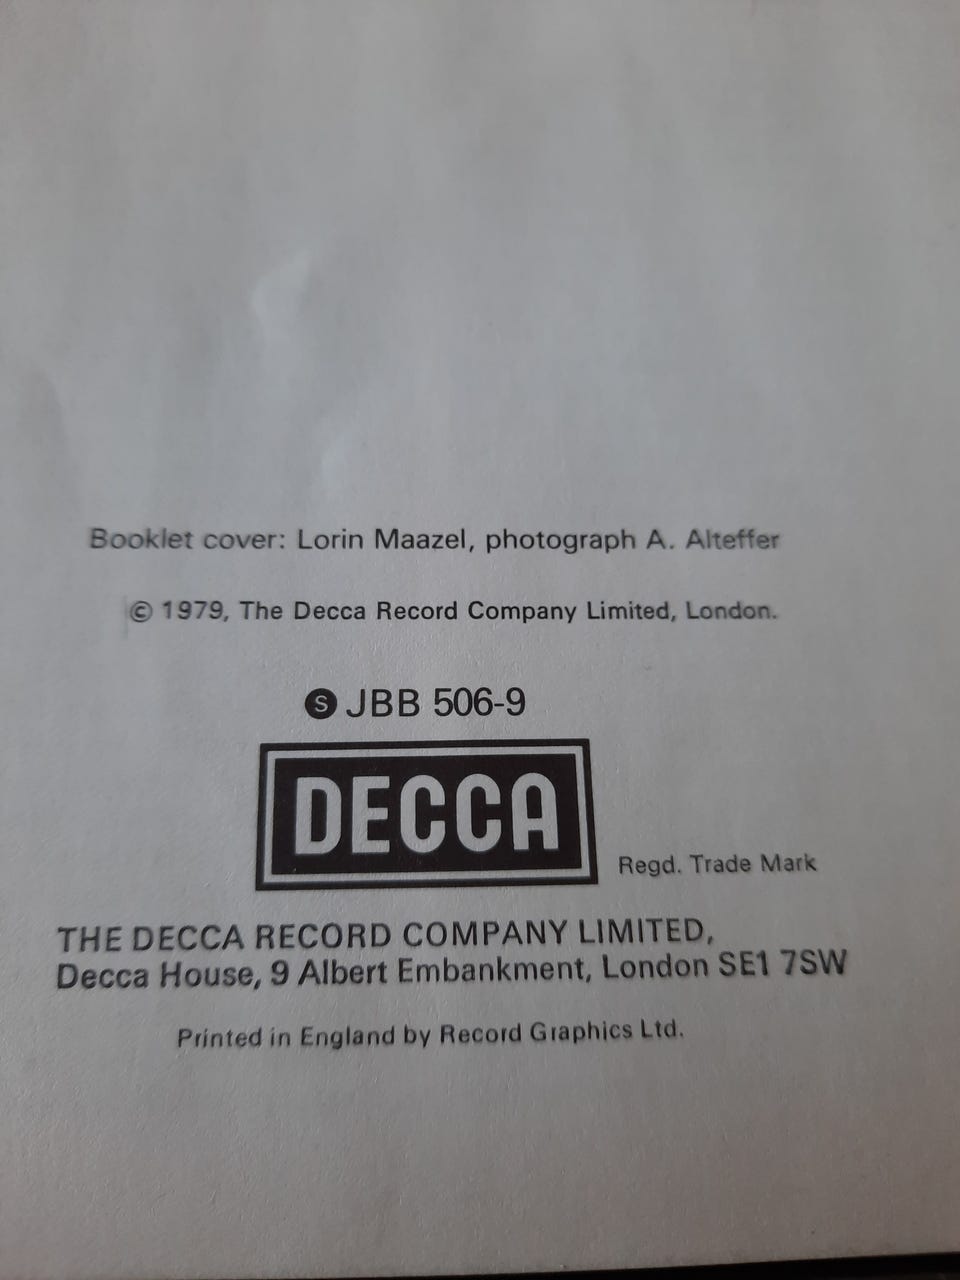 Booklet cover: Lorin Maazel, photograph A. Alteffer
© 1979, The Decca Record Company Limited, London.
Ⓢ JBB 506-9
DECCA
Regd. Trade Mark
THE DECCA RECORD COMPANY LIMITED,
Decca House, 9 Albert Embankment, London SE1 7SW
Printed in England by Record Graphics Ltd.